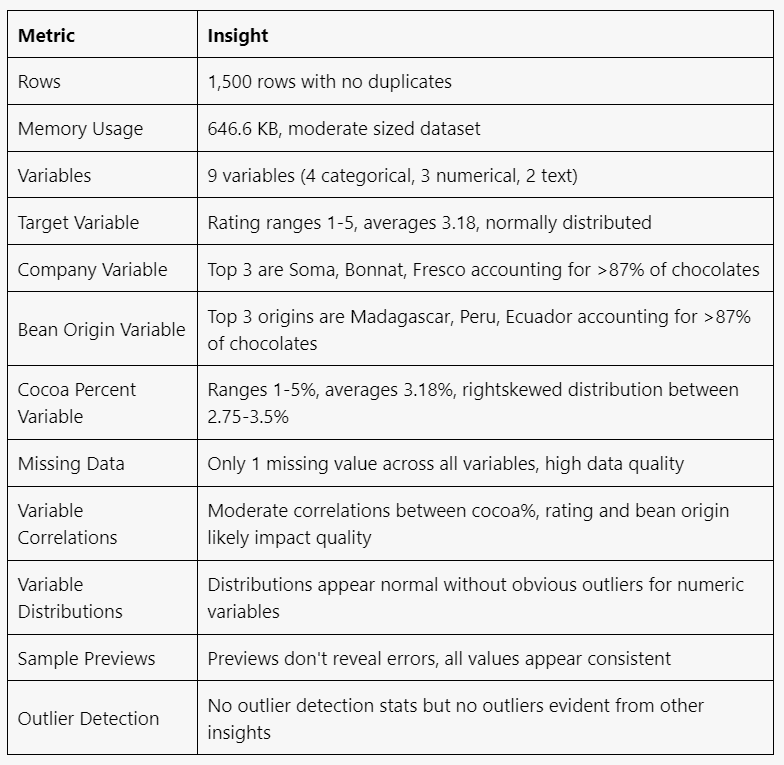 Metric Insight
Rows 1,500 rows with no duplicates
Memory Usage 646.6 KB, moderate sized dataset
Variables 9 variables (4 categorical, 3 numerical, 2 text)
Target Variable Rating ranges 1-5, averages 3.18, normally distributed
Company Variable Top 3 are Soma, Bonnat, Fresco accounting for >87% of chocolates
Bean Origin Variable Top 3 origins are Madagascar, Peru, Ecuador accounting for >87%
of chocolates
Cocoa Percent Ranges 1-5%, averages 3.18%, rightskewed distribution between
Variable 2.75-3.5%
Missing Data Only 1 missing value across all variables, high data quality
Variable Moderate correlations between cocoa%, rating and bean origin
Correlations likely impact quality
Variable Distributions appear normal without obvious outliers for numeric
Distributions variables
Sample Previews Previews don't reveal errors, all values appear consistent
Outlier Detection No outlier detection stats but no outliers evident from other
insights